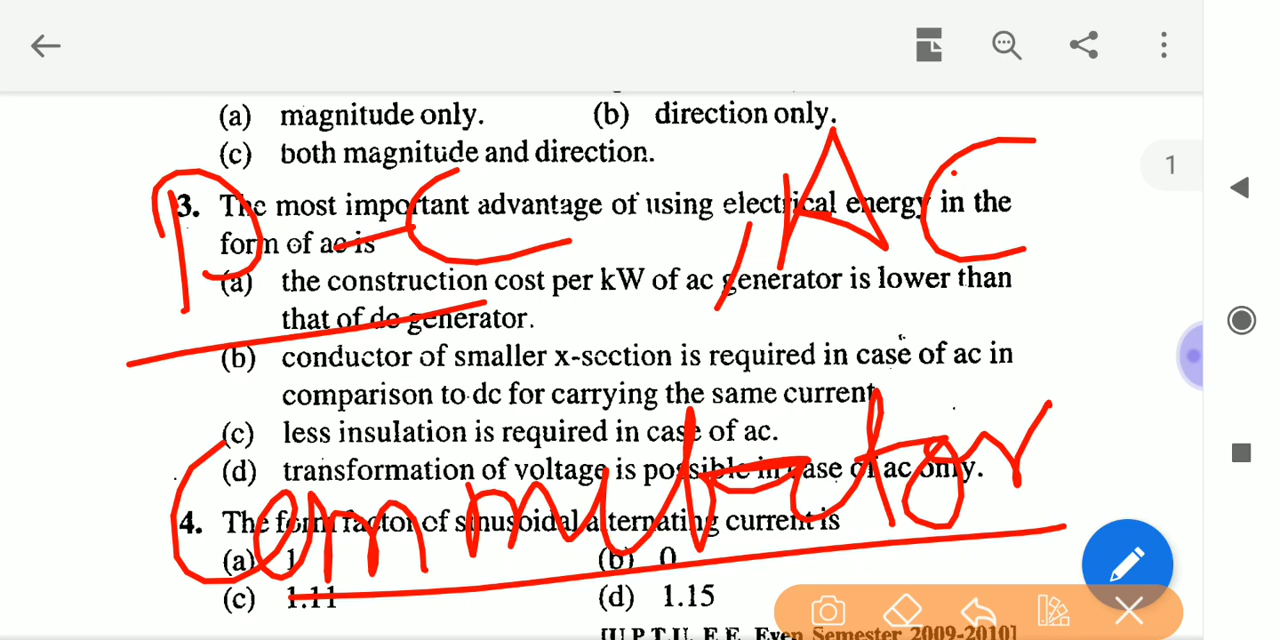 1
(a) magnitude only. (b) direction only.
(c) both magnitude and direction.
3. The most important advantage of using electrical energy in the
form of ac is
(a) the construction cost per kW of ac generator is lower than
that of dc generator.
(b) conductor of smaller x-section is required in case of ac in
comparison to dc for carrying the same current
(c) less insulation is required in case of ac.
(d) transformation of voltage is possible in case of ac only.
4. The form factor of sinusoidal alternating current is
(a) 1 (b) 0
(c) 1.11 (d) 1.15
[U.P.T.U. E.E. Even Semester 2009-2010]
D-C, AC
Commutator